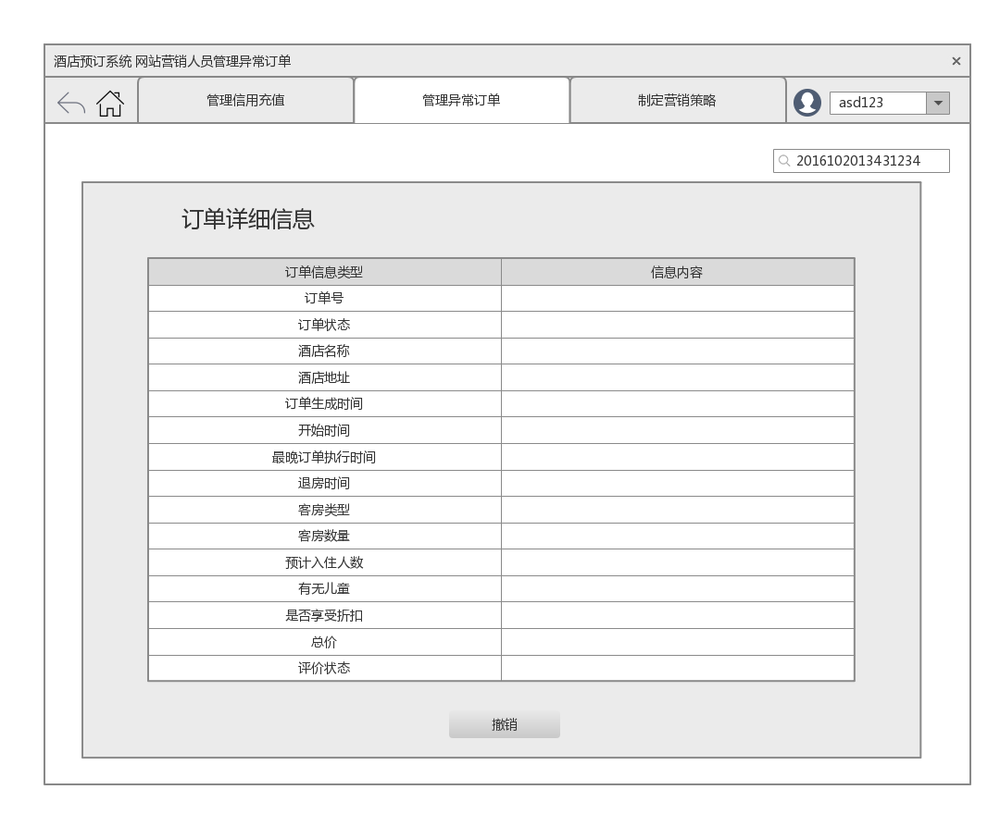 酒店预订系统 网站营销人员管理异常订单 ×
管理信用充值 管理异常订单 制定营销策略 asd123
2016102013431234
订单详细信息
订单信息类型 信息内容
订单号
订单状态
酒店名称
酒店地址
订单生成时间
开始时间
最晚订单执行时间
退房时间
客房类型
客房数量
预计入住人数
有无儿童
是否享受折扣
总价
评价状态
撤销